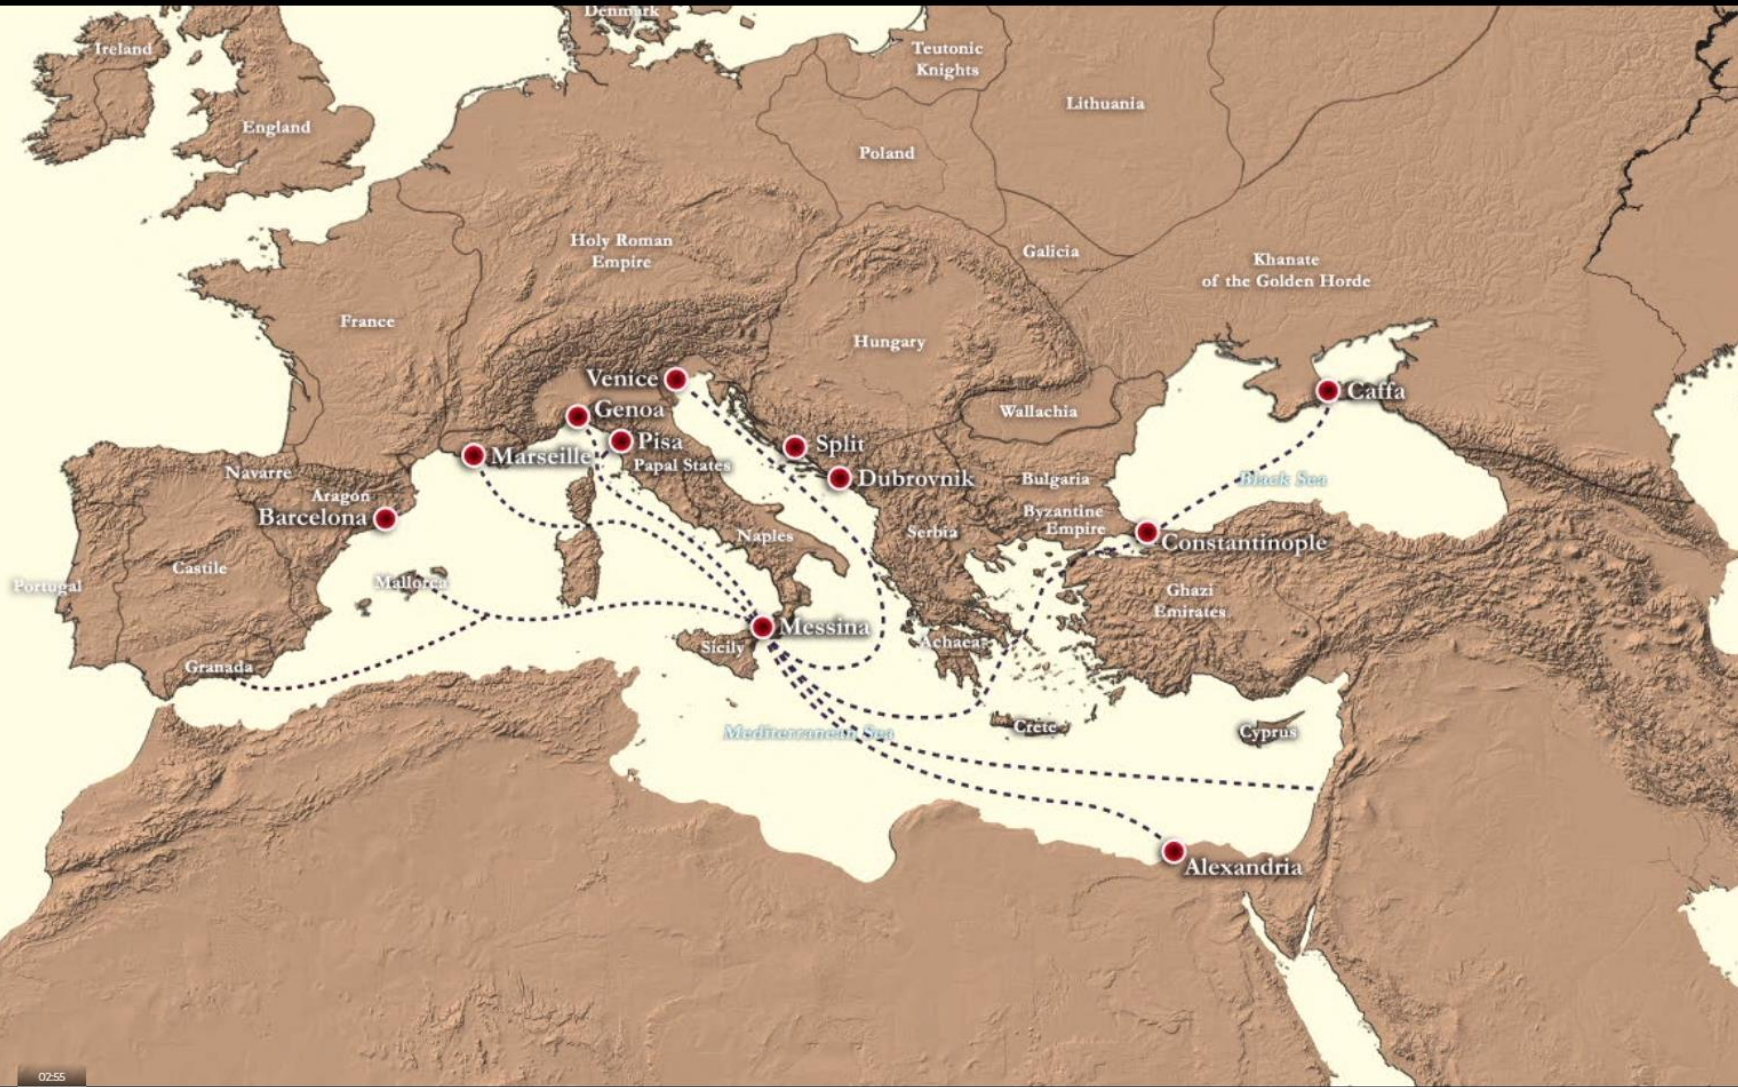 Denmark
Ireland
Teutonic
Knights
Lithuania
England
Poland
Holy Roman
Empire
Galicia
Khanate
of the Golden Horde
France
Hungary
Venice
Caffa
Genoa
Wallachia
Pisa
Split
Marseille
Papal States
Navarre
Dubrovnik
Bulgaria
Black Sea
Aragon
Barcelona
Byzantine
Empire
Naples
Serbia
Constantinople
Castile
Mallorca
Portugal
Ghazi
Emirates
Messina
Sicily
Achaea
Granada
Mediterranean Sea
Crete
Cyprus
Alexandria
02:55